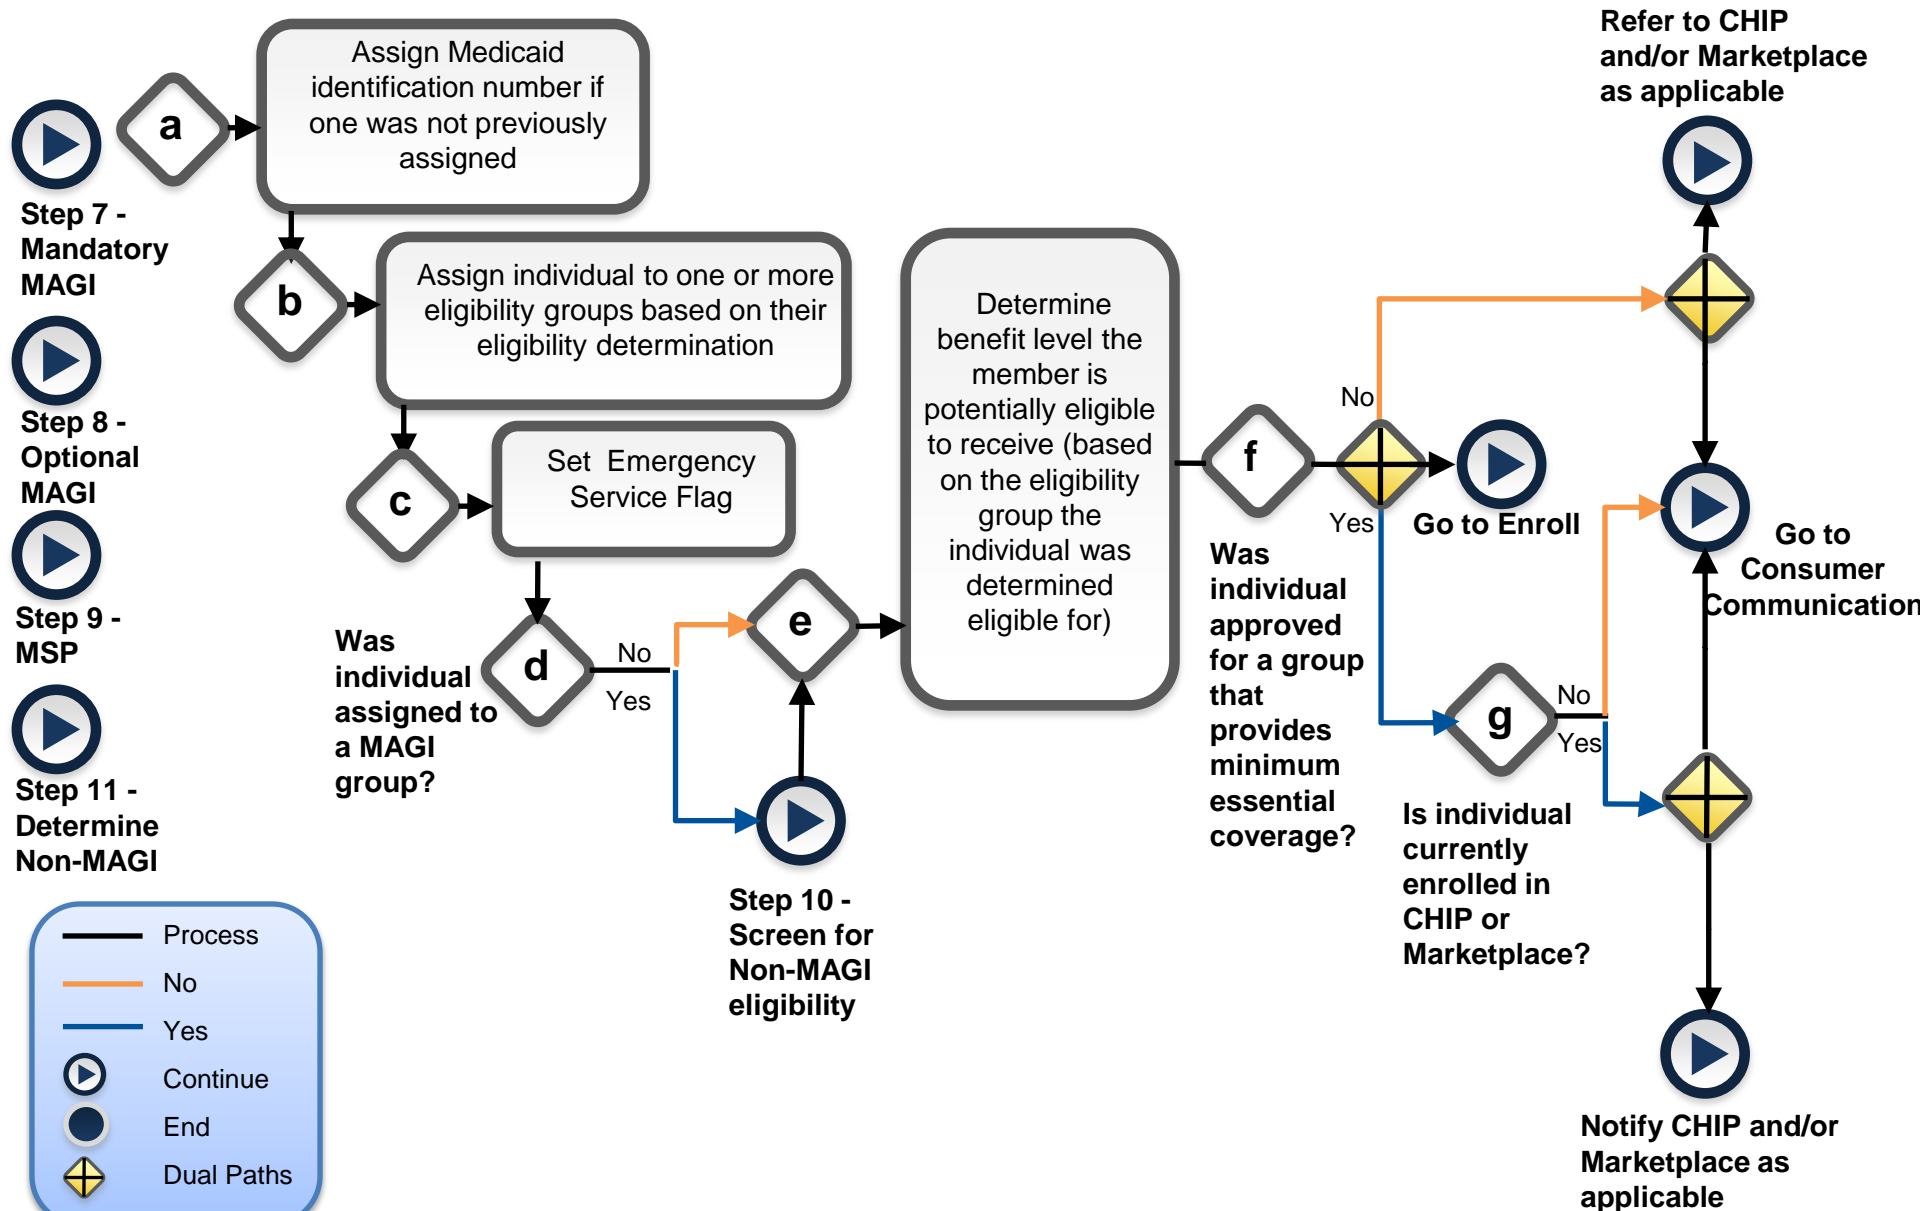 a
Assign Medicaid
identification number if
one was not previously
assigned
Step 7 -
Mandatory
MAGI
Step 8 -
Optional
MAGI
Step 9 -
MSP
Step 11 -
Determine
Non-MAGI
b
Assign individual to one or more
eligibility groups based on their
eligibility determination
c
Set Emergency
Service Flag
Was
individual
assigned to
a MAGI
group?
d
No
Yes
e
Step 10 -
Screen for
Non-MAGI
eligibility
Determine
benefit level the
member is
potentially eligible
to receive (based
on the eligibility
group the
individual was
determined
eligible for)
f
Was
individual
approved
for a group
that
provides
minimum
essential
coverage?
No
Yes
Go to Enroll
g
No
Yes
Is individual
currently
enrolled in
CHIP or
Marketplace?
Refer to CHIP
and/or Marketplace
as applicable
Go to
Consumer
Communication
Notify CHIP and/or
Marketplace as
applicable
Process
No
Yes
Continue
End
Dual Paths